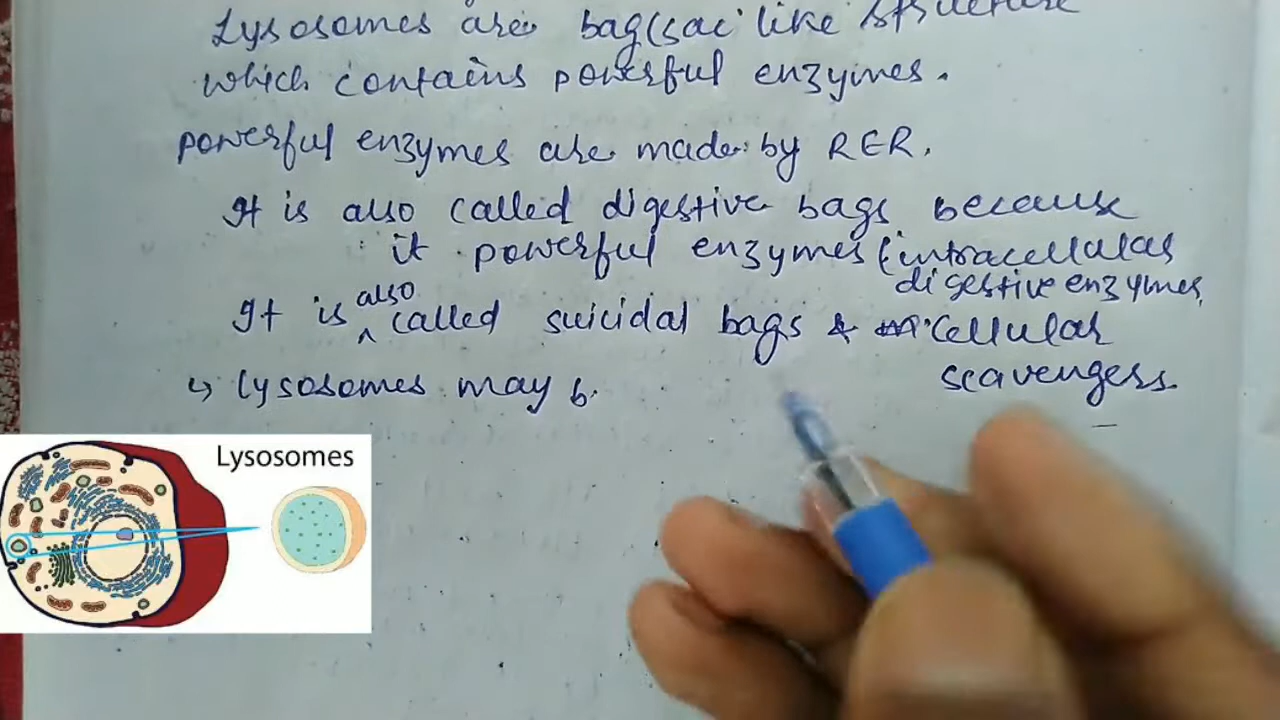 Lysosomes are bag(sac like structure
which contains powerful enzymes.
powerful enzymes are made by RER.
It is also called digestive bags because
it powerful enzymes (intracellular
digestive enzymes,
It is also called suicidal bags & cellular
scavengers.
↳ Lysosomes may b
Lysosomes